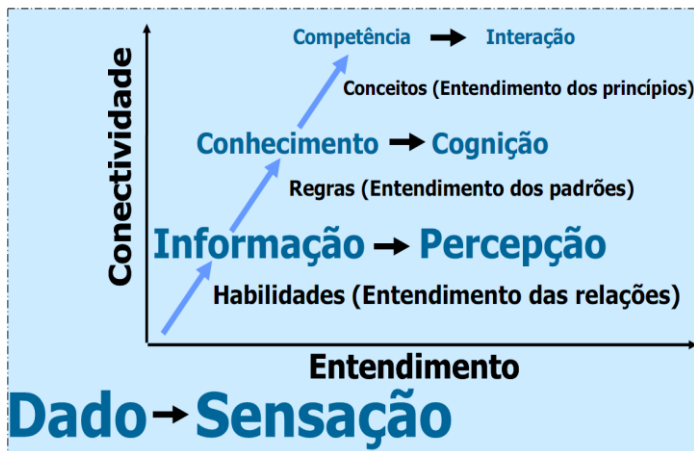 Competência → Interação
Conceitos (Entendimento dos princípios)
Conhecimento → Cognição
Regras (Entendimento dos padrões)
Informação → Percepção
Habilidades (Entendimento das relações)
Conectividade
Entendimento
Dado → Sensação